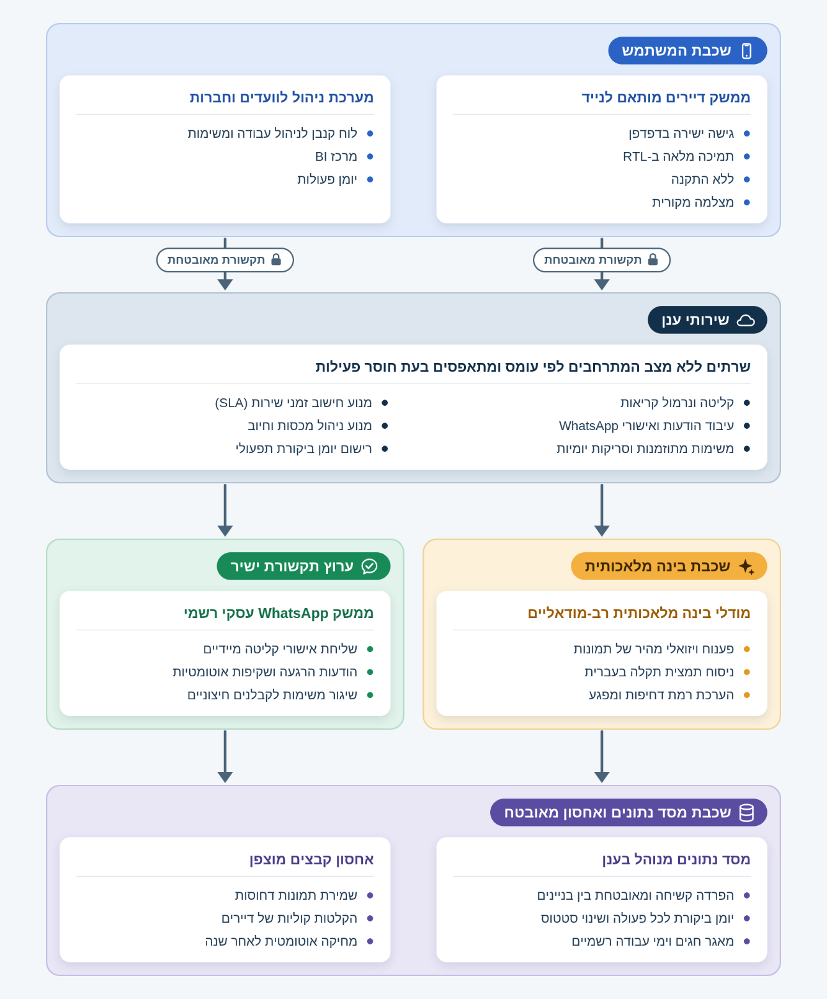 שכבת המשתמש
ממשק דיירים מותאם לנייד
גישה ישירה בדפדפן
תמיכה מלאה ב-RTL
ללא התקנה
מצלמה מקורית
מערכת ניהול לוועדים וחברות
לוח קנבן לניהול עבודה ומשימות
מרכז BI
יומן פעולות
תקשורת מאובטחת
תקשורת מאובטחת
שירותי ענן
שרתים ללא מצב המתרחבים לפי עומס ומתאפסים בעת חוסר פעילות
קליטה ונרמול קריאות
עיבוד הודעות ואישורי WhatsApp
משימות מתוזמנות וסריקות יומיות
מנוע חישוב זמני שירות (SLA)
מנוע ניהול מכסות וחיוב
רישום יומן ביקורת תפעולי
שכבת בינה מלאכותית
מודלי בינה מלאכותית רב-מודאליים
פענוח ויזואלי מהיר של תמונות
ניסוח תמצית תקלה בעברית
הערכת רמת דחיפות ומפגע
ערוץ תקשורת ישיר
ממשק WhatsApp עסקי רשמי
שליחת אישורי קליטה מיידיים
הודעות הרגעה ושקיפות אוטומטיות
שיגור משימות לקבלנים חיצוניים
שכבת מסד נתונים ואחסון מאובטח
מסד נתונים מנוהל בענן
הפרדה קשיחה ומאובטחת בין בניינים
יומן ביקורת לכל פעולה ושינוי סטטוס
מאגר חגים וימי עבודה רשמיים
אחסון קבצים מוצפן
שמירת תמונות דחוסות
הקלטות קוליות של דיירים
מחיקה אוטומטית לאחר שנה